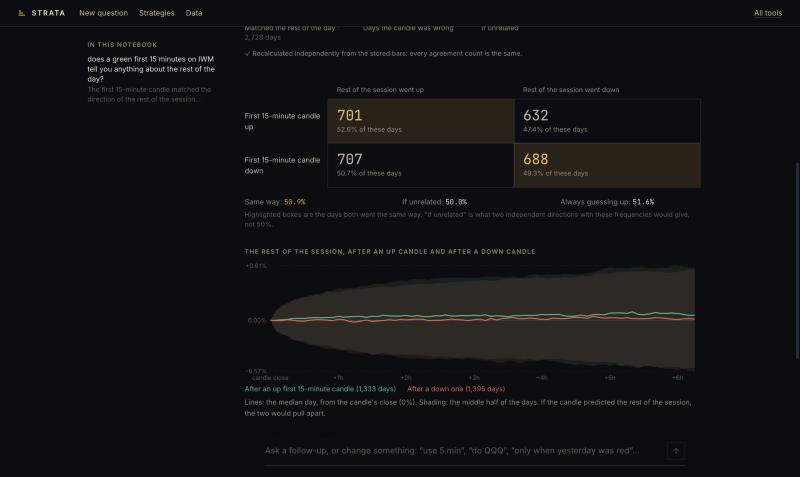 STRATA
New question
Strategies
Data
All tools
IN THIS NOTEBOOK
does a green first 15 minutes on IWM
tell you anything about the rest of the
day?
The first 15-minute candle matched the
direction of the rest of the session...
Matched the rest of the day
Days the candle was wrong
If unrelated
2,728 days
✓ Recalculated independently from the stored bars: every agreement count is the same.
Rest of the session went up
Rest of the session went down
First 15-minute candle
up
701
52.6% of these days
632
47.4% of these days
First 15-minute candle
down
707
50.7% of these days
688
49.3% of these days
Same way: 50.9%
If unrelated: 50.0%
Always guessing up: 51.6%
Highlighted boxes are the days both went the same way. "If unrelated" is what two independent directions with these frequencies would give,
not 50%.
THE REST OF THE SESSION, AFTER AN UP CANDLE AND AFTER A DOWN CANDLE
+0.61%
0.00%
-0.57%
candle close
+1h
+2h
+3h
+4h
+5h
+6h
After an up first 15-minute candle (1,333 days)
After a down one (1,395 days)
Lines: the median day, from the candle's close (0%). Shading: the middle half of the days. If the candle predicted the rest of the session,
the two would pull apart.
Ask a follow-up, or change something: "use 5 min", "do QQQ", "only when yesterday was red"...